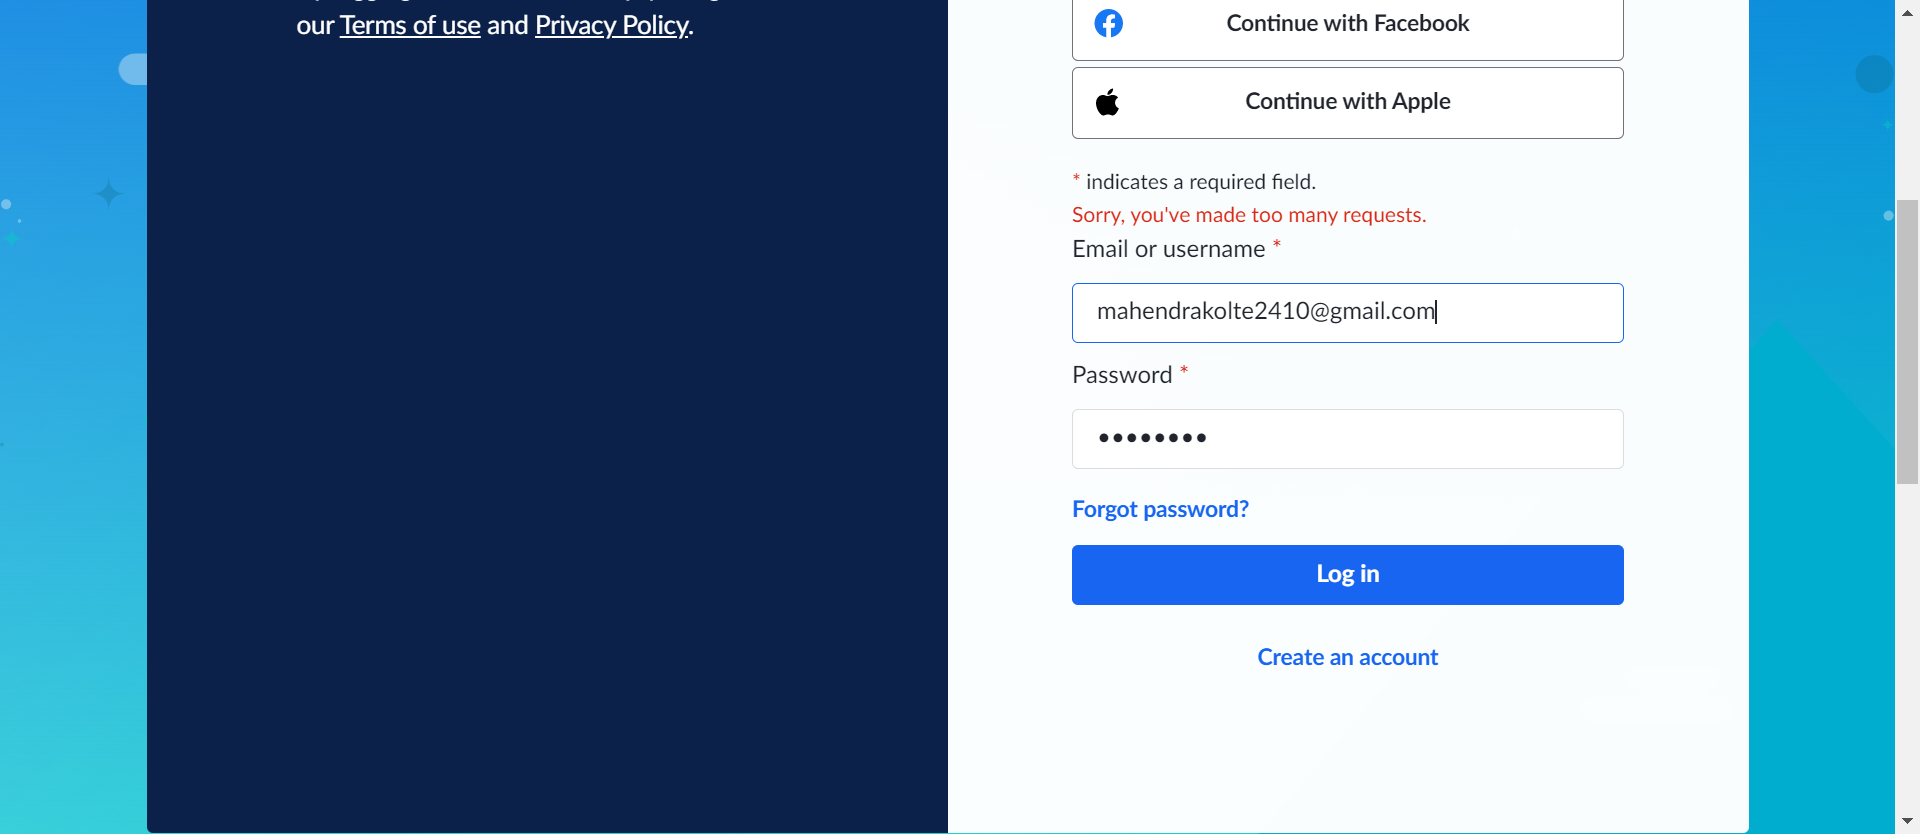 our Terms of use and Privacy Policy.
Continue with Facebook
Continue with Apple
* indicates a required field.
Sorry, you've made too many requests.
Email or username *
mahendrakolte2410@gmail.com
Password *
••••••••
Forgot password?
Log in
Create an account